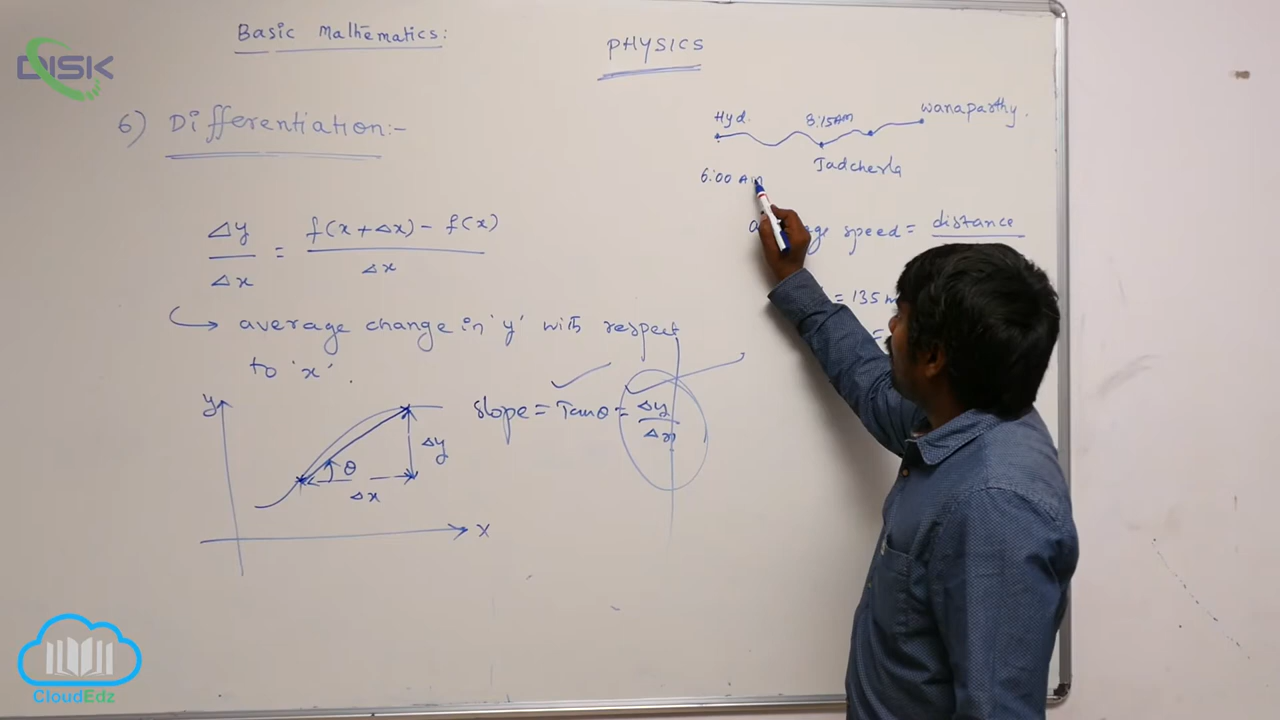 DISK
Basic Mathematics:
PHYSICS
6) Differentiation:-
Hyd.
8:15AM
wanaparthy.
Jadcherla
6:00 Am
Δy/Δx = f(x+Δx) - f(x)/Δx
speed = distance
= 135 m
=
average change in 'y' with respect
to 'x'.
slope = Tanθ = Δy/Δx
y
θ
Δy
Δx
x
CloudEdz